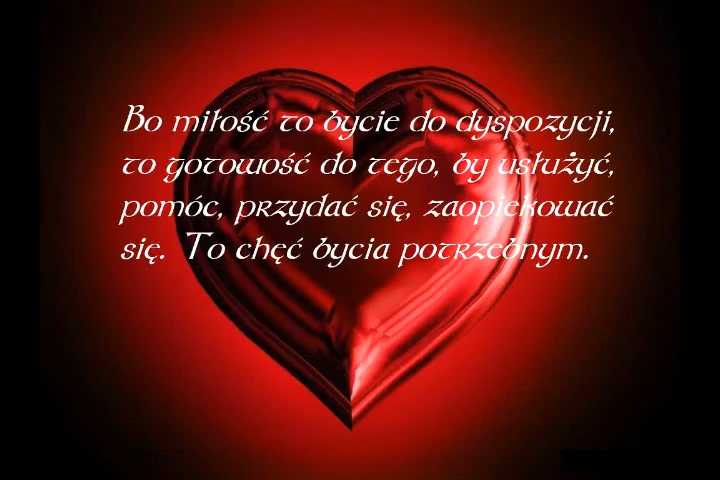 Bo miłość to bycie do dyspozycji,
to gotowość do tego, by usłużyć,
pomóc, przydać się, zaopiekować
się. To chęć bycia potrzebnym.